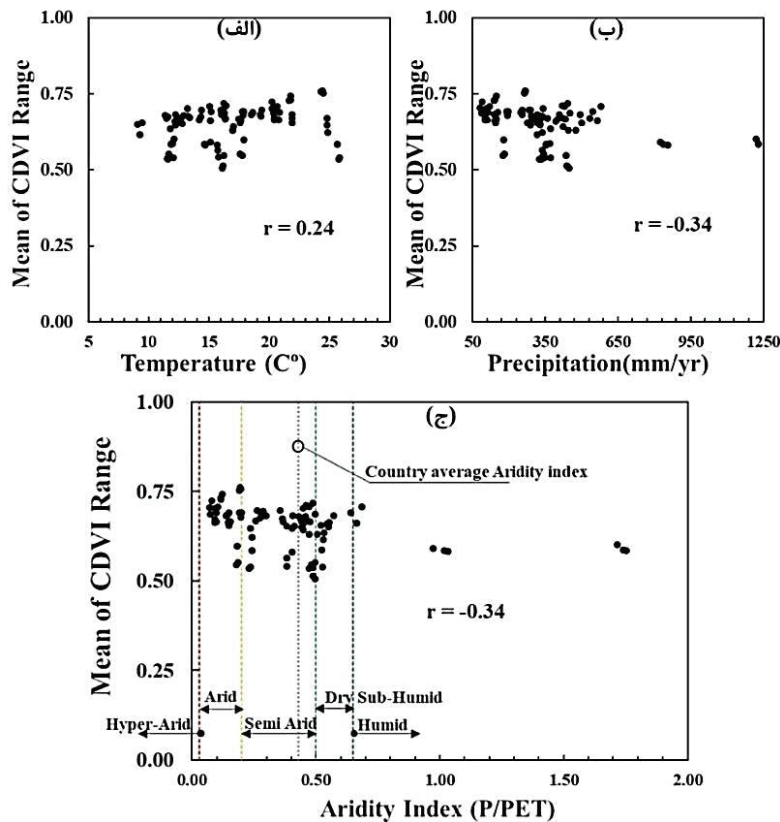 (الف)
Mean of CDVI Range
1.00
0.75
0.50
0.25
0.00
r = 0.24
5 10 15 20 25 30
Temperature (Cº)
(ب)
Mean of CDVI Range
1.00
0.75
0.50
0.25
0.00
r = -0.34
50 350 650 950 1250
Precipitation(mm/yr)
(ج)
Mean of CDVI Range
1.00
0.75
0.50
0.25
0.00
Country average Aridity index
r = -0.34
Arid
Dry Sub-Humid
Hyper-Arid
Semi Arid
Humid
0.00 0.50 1.00 1.50 2.00
Aridity Index (P/PET)